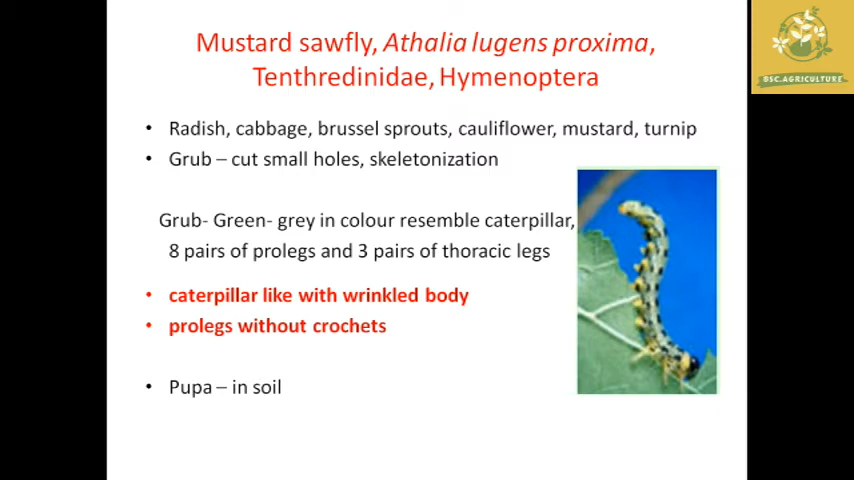 Mustard sawfly, Athalia lugens proxima,
Tenthredinidae, Hymenoptera
BSC.AGRICULTURE
• Radish, cabbage, brussel sprouts, cauliflower, mustard, turnip
• Grub – cut small holes, skeletonization
Grub- Green- grey in colour resemble caterpillar,
8 pairs of prolegs and 3 pairs of thoracic legs
• caterpillar like with wrinkled body
• prolegs without crochets
• Pupa – in soil